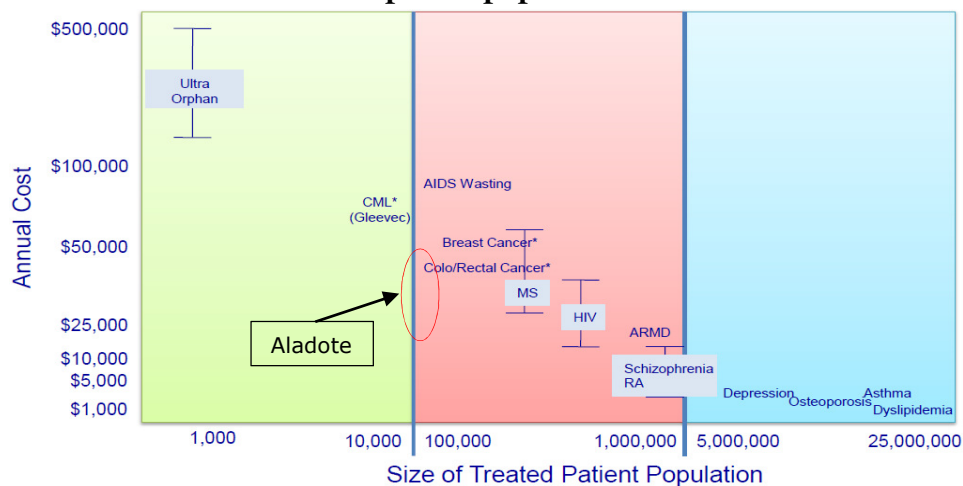 $500,000
Ultra
Orphan
$100,000
AIDS Wasting
CML*
(Gleevec)
$50,000
Breast Cancer*
Colo/Rectal Cancer*
MS
HIV
$25,000
ARMD
Aladote
$10,000
Schizophrenia
RA
$5,000
Depression
Osteoporosis
Asthma
$1,000
Dyslipidemia
Annual Cost
1,000
10,000
100,000
1,000,000
5,000,000
25,000,000
Size of Treated Patient Population